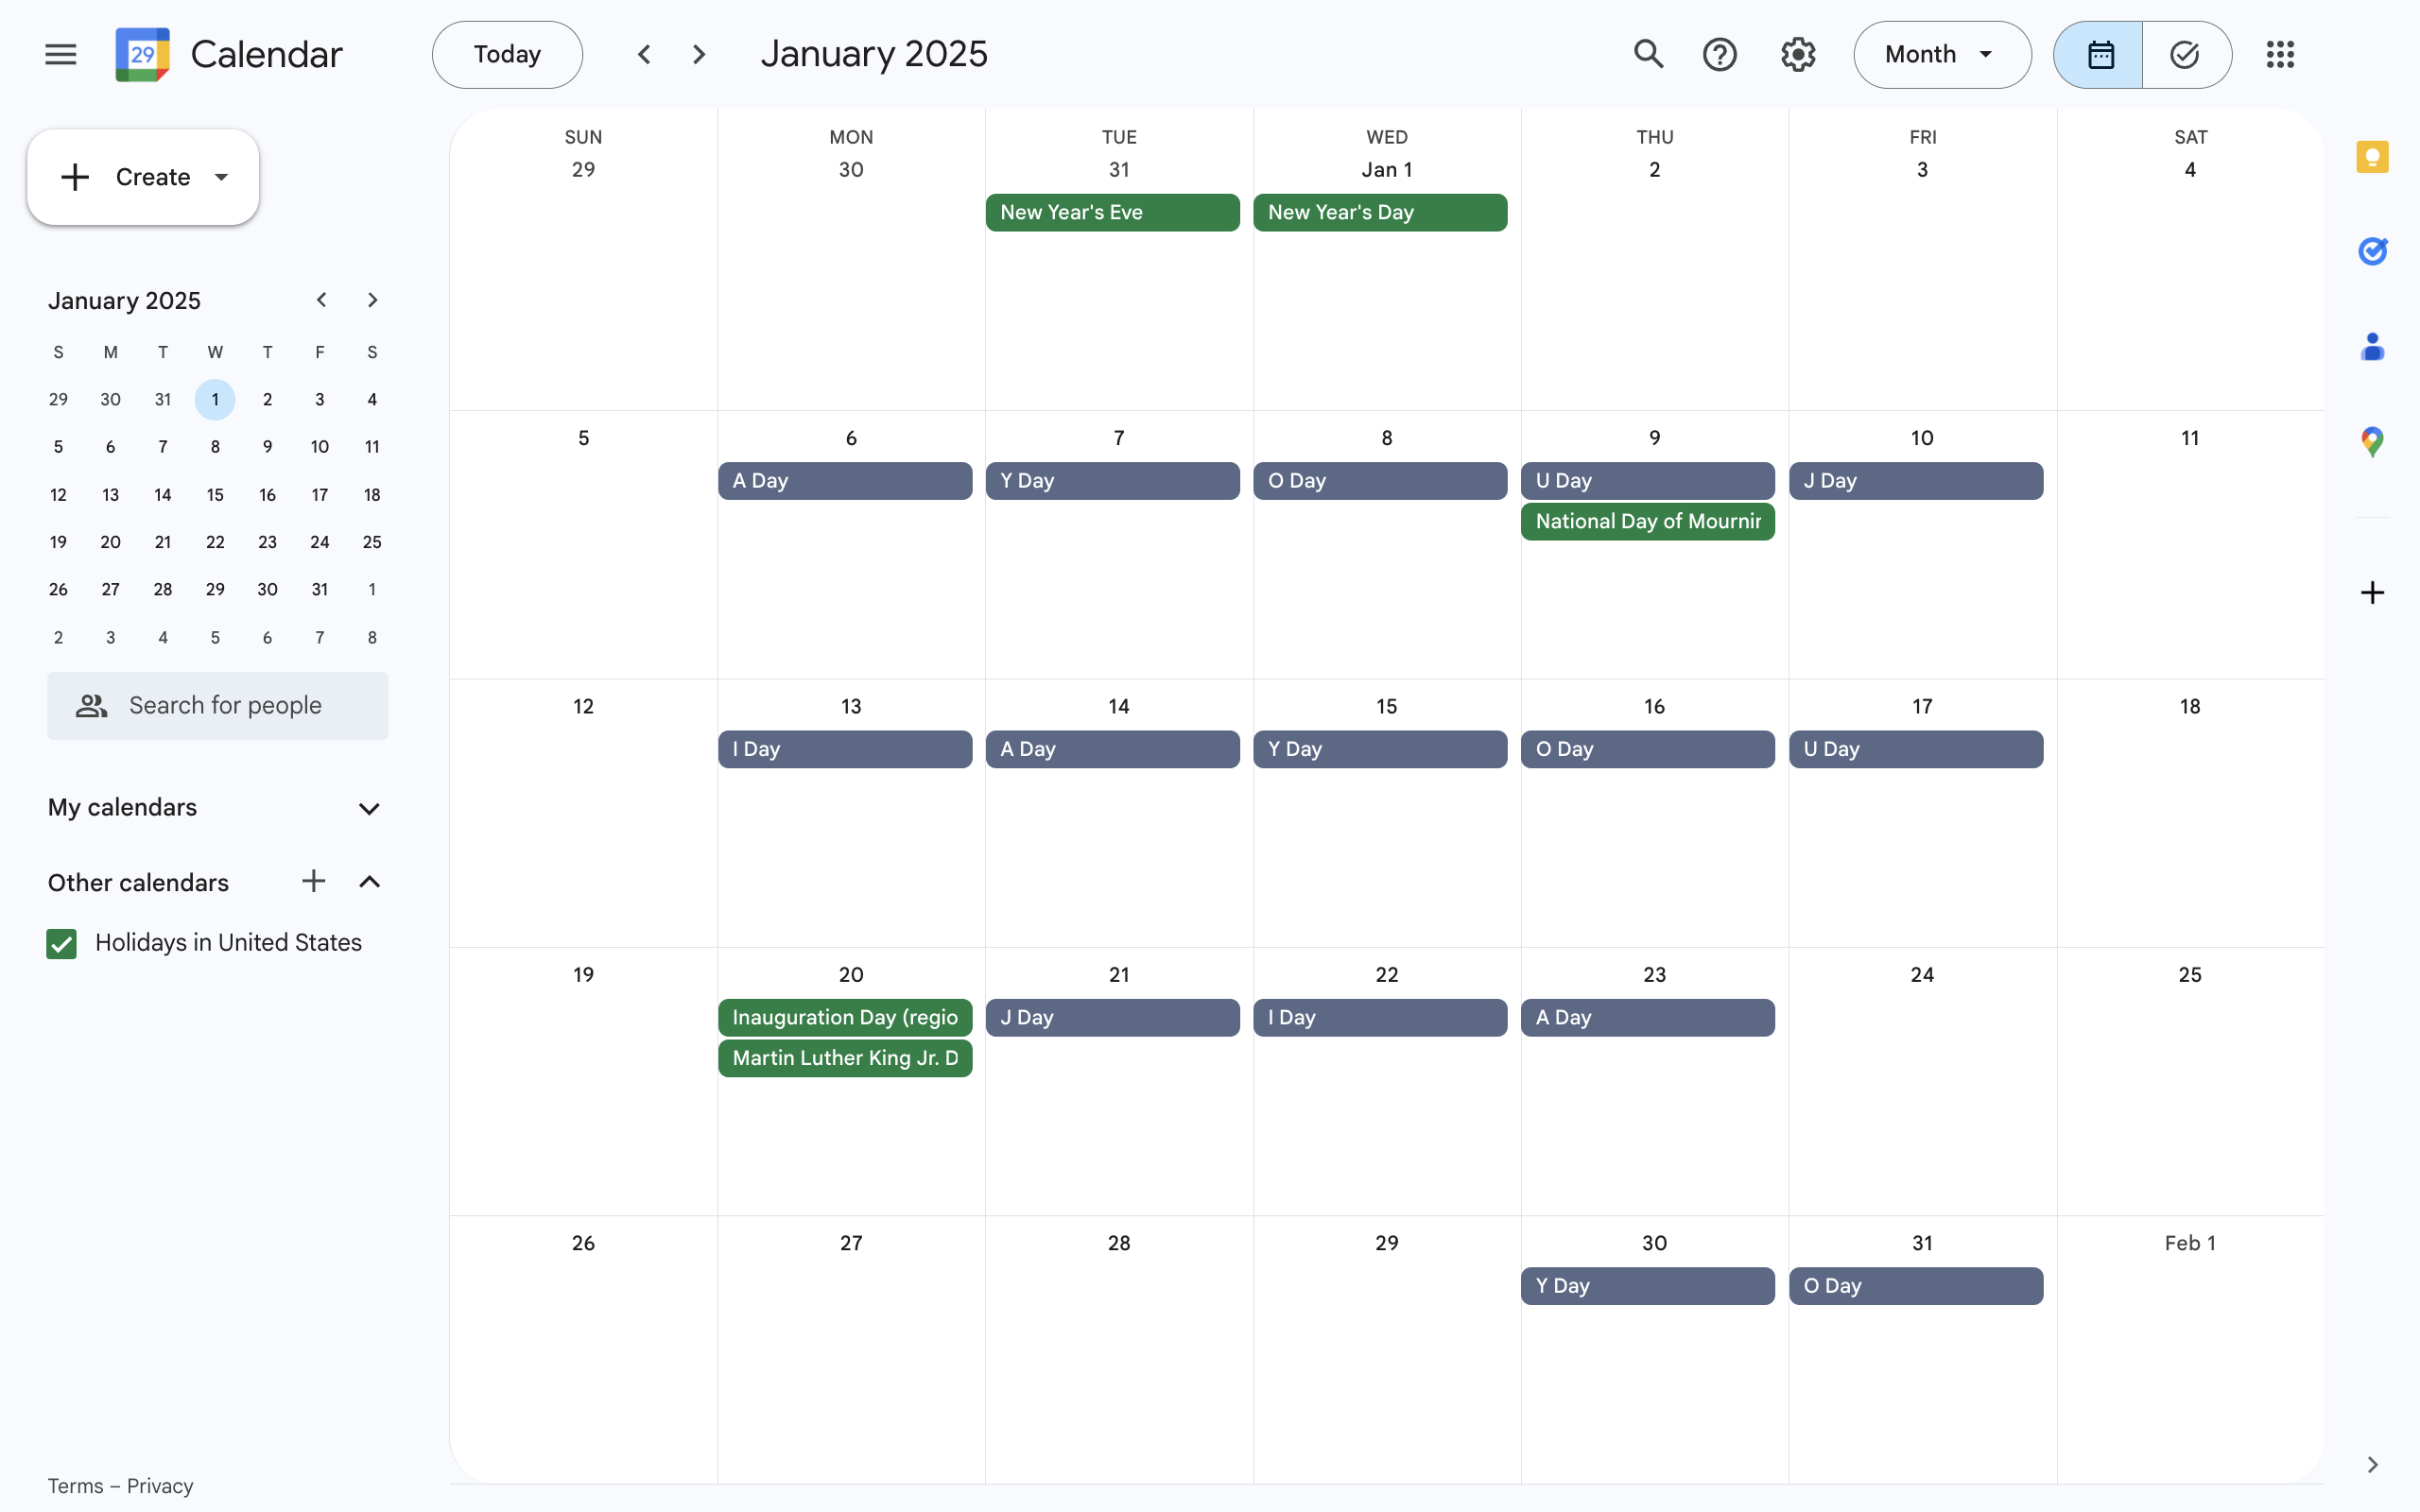 29 Calendar Today January 2025 Month
Create
January 2025
S M T W T F S
29 30 31 1 2 3 4
5 6 7 8 9 10 11
12 13 14 15 16 17 18
19 20 21 22 23 24 25
26 27 28 29 30 31 1
2 3 4 5 6 7 8
Search for people
My calendars
Other calendars
Holidays in United States
Terms – Privacy
SUN MON TUE WED THU FRI SAT
29 30 31 Jan 1 2 3 4
New Year's Eve New Year's Day
5 6 7 8 9 10 11
A Day Y Day O Day U Day J Day
National Day of Mournin
12 13 14 15 16 17 18
I Day A Day Y Day O Day U Day
19 20 21 22 23 24 25
Inauguration Day (regio J Day I Day A Day
Martin Luther King Jr. D
26 27 28 29 30 31 Feb 1
Y Day O Day